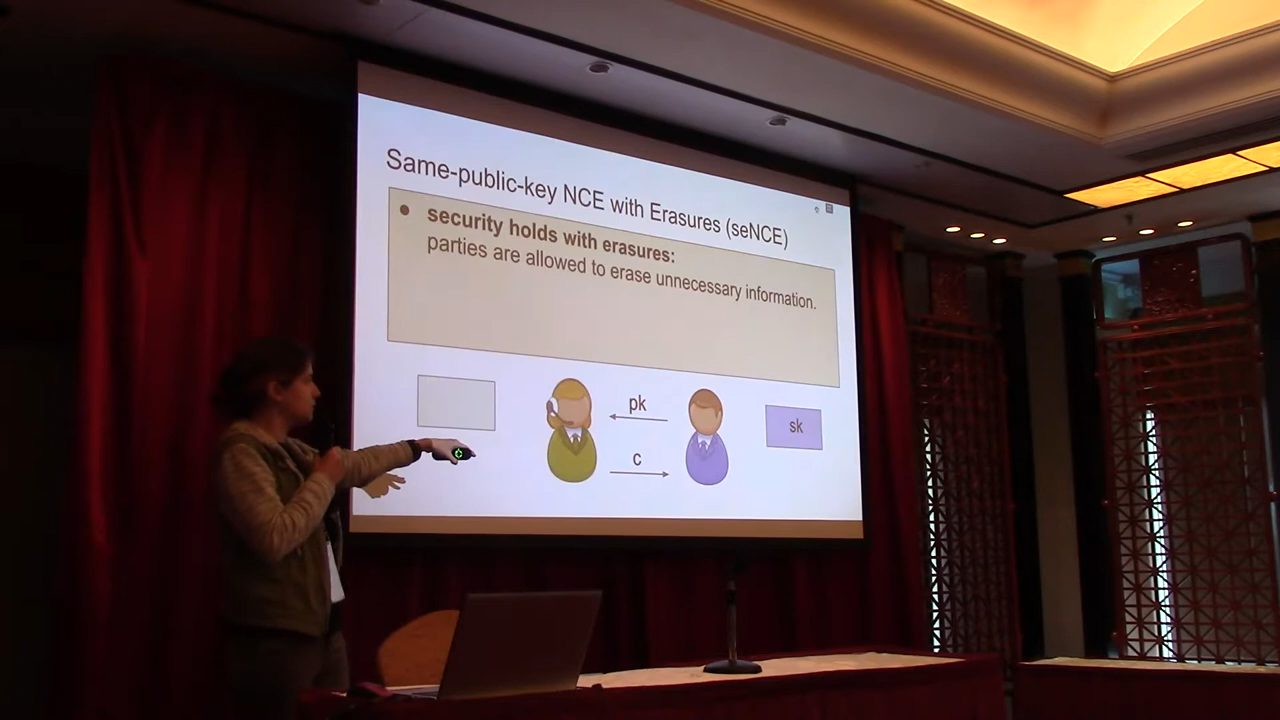 Same-public-key NCE with Erasures (seNCE)
● security holds with erasures:
parties are allowed to erase unnecessary information.
pk
sk
c